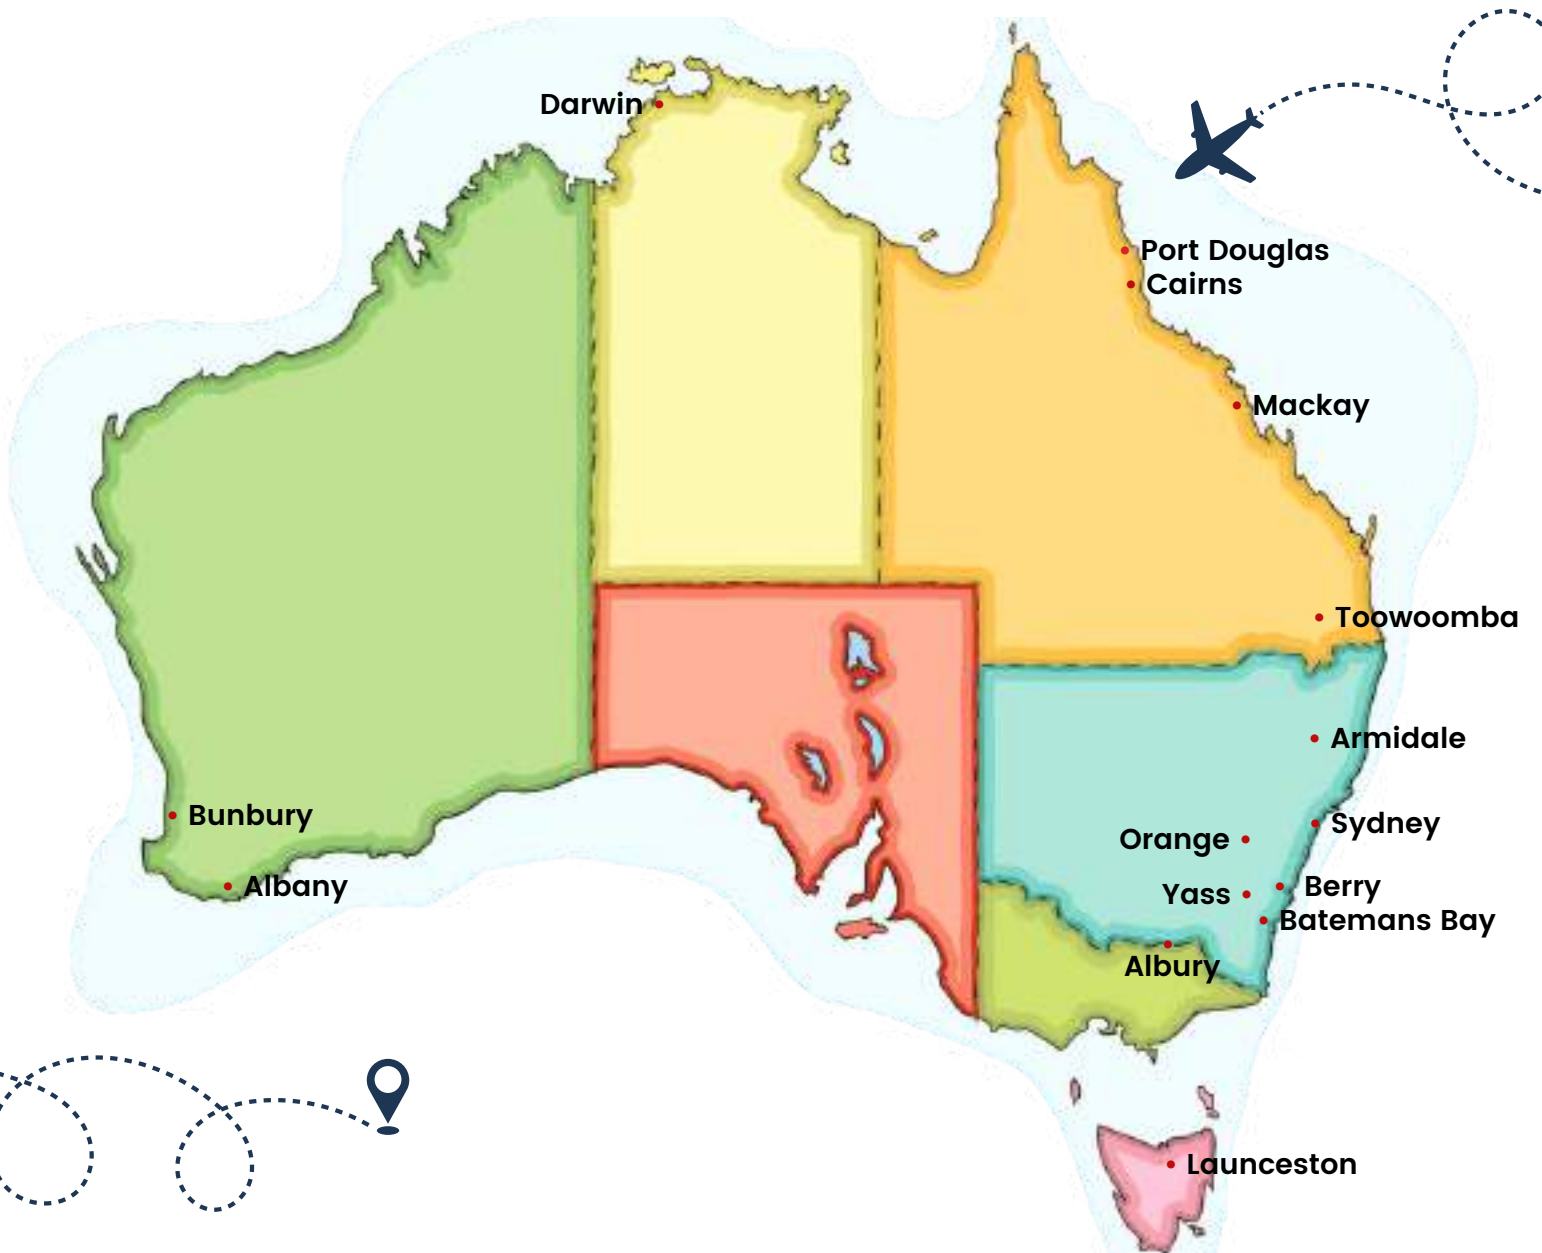 Darwin
Port Douglas
Cairns
Mackay
Toowoomba
Armidale
Bunbury
Sydney
Orange
Albany
Berry
Yass
Batemans Bay
Albury
Launceston